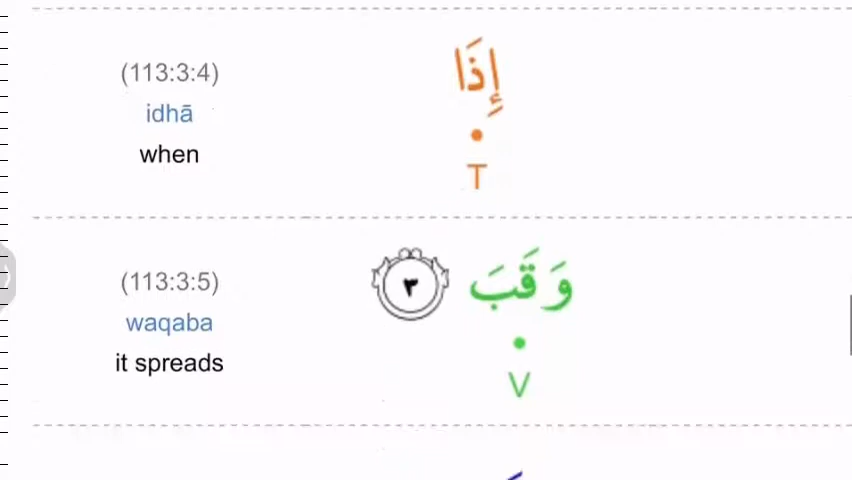 (113:3:4)
idhā
when
إِذَا
T
(113:3:5)
waqaba
it spreads
وَقَبَ ٣
V